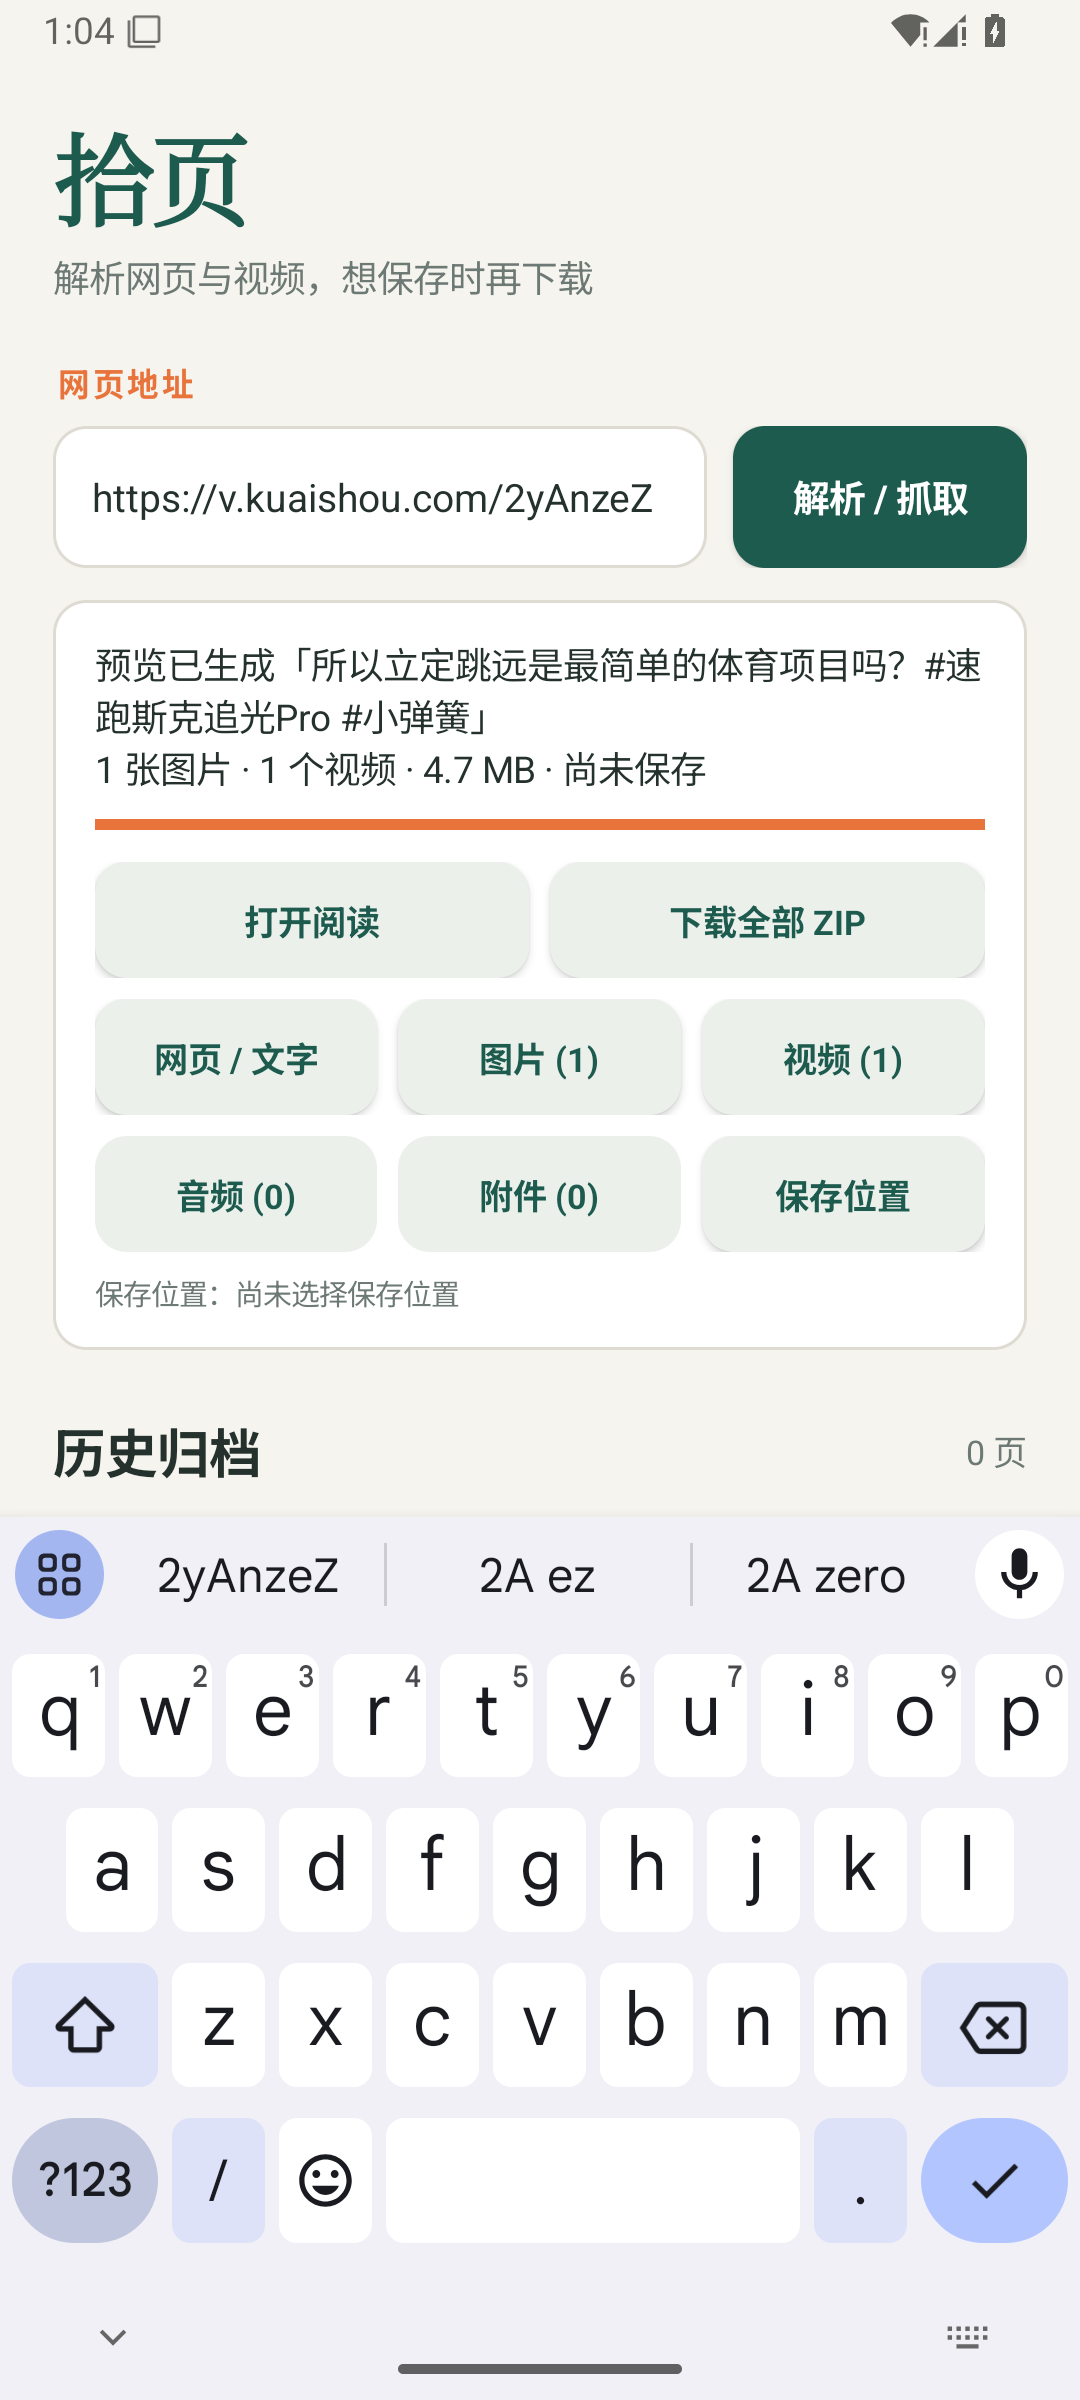 1:04
拾页
解析网页与视频，想保存时再下载
网页地址
https://v.kuaishou.com/2yAnzeZ
解析 / 抓取
预览已生成「所以立定跳远是最简单的体育项目吗？#速
跑斯克追光Pro #小弹簧」
1 张图片 · 1 个视频 · 4.7 MB · 尚未保存
打开阅读
下载全部 ZIP
网页 / 文字
图片 (1)
视频 (1)
音频 (0)
附件 (0)
保存位置
保存位置：尚未选择保存位置
历史归档
0 页
2yAnzeZ
2A ez
2A zero
q1 w2 e3 r4 t5 y6 u7 i8 o9 p0
a s d f g h j k l
z x c v b n m
?123 / .